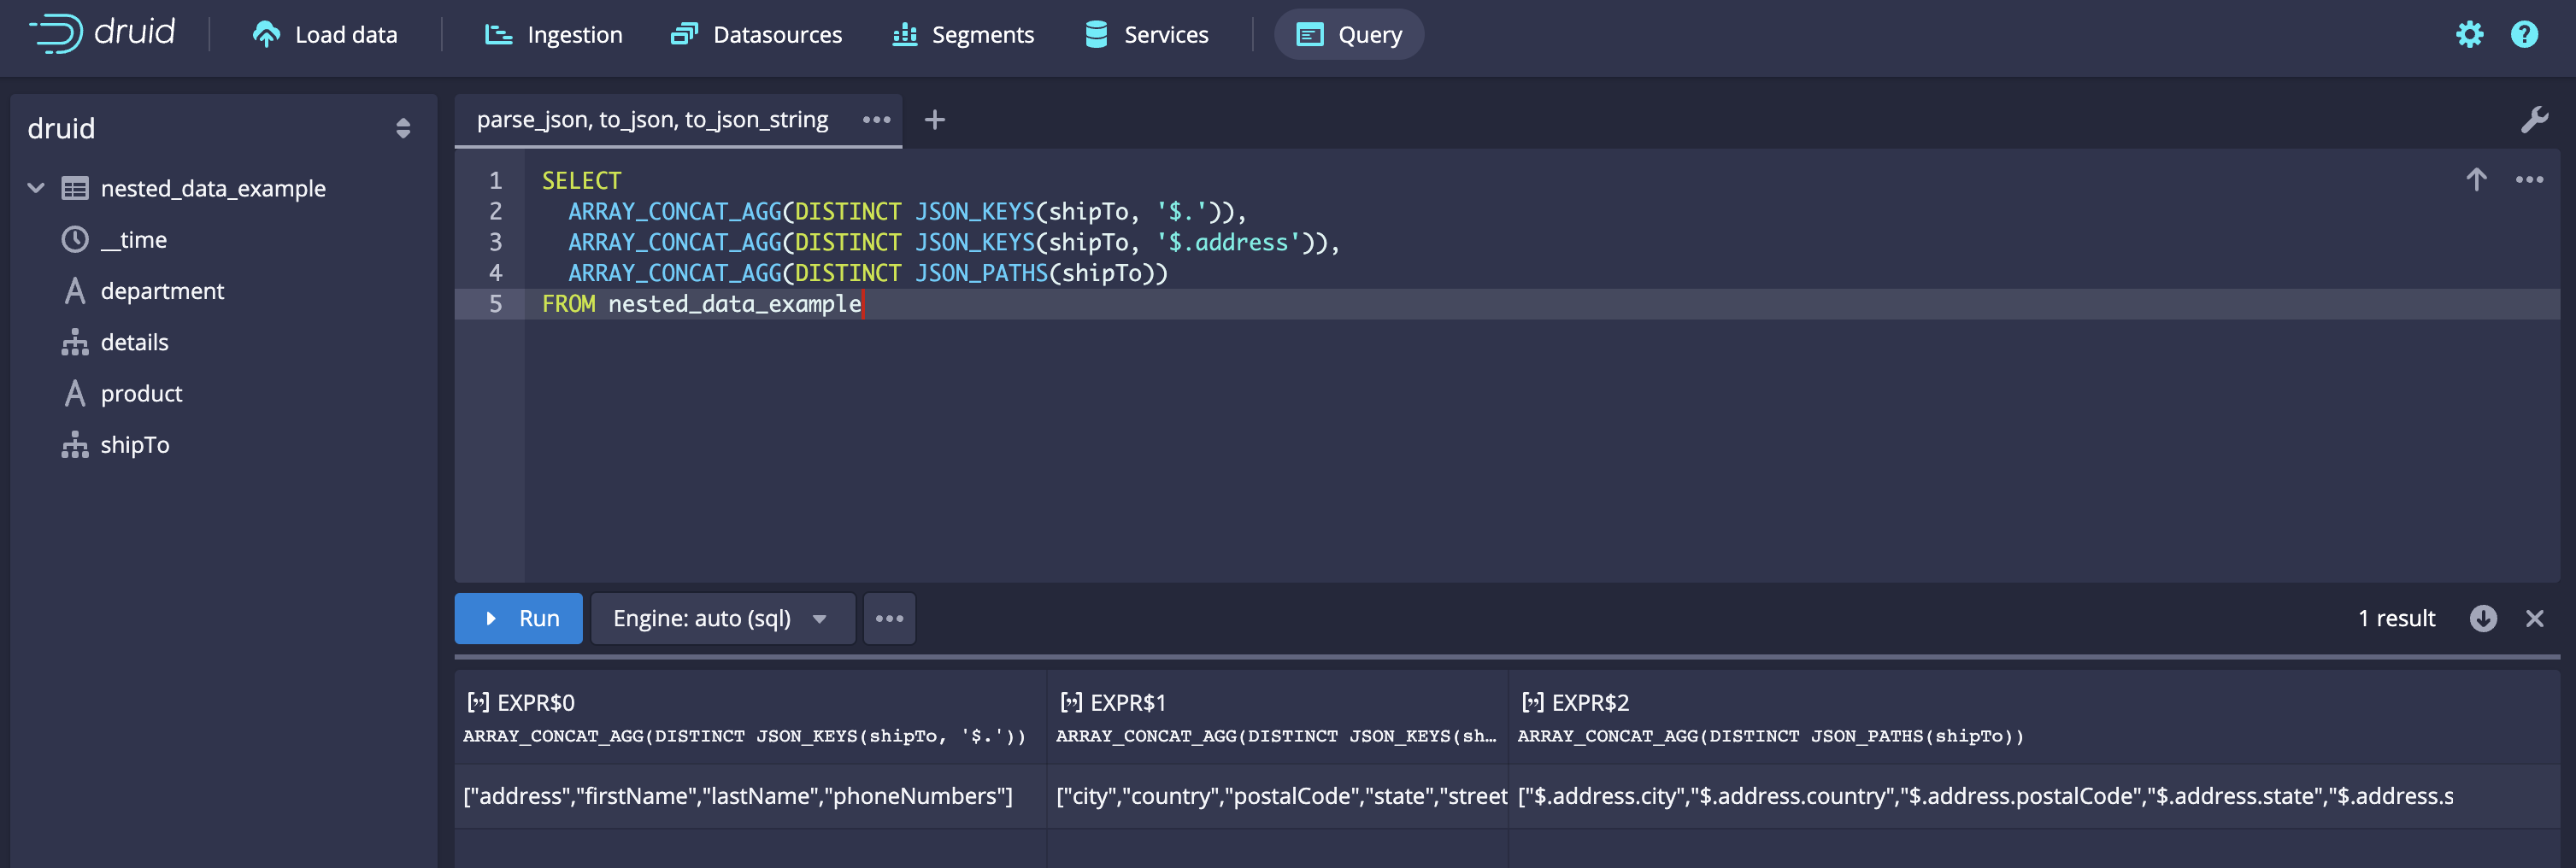 druid
Load data
Ingestion
Datasources
Segments
Services
Query
druid
nested_data_example
__time
department
details
product
shipTo
parse_json, to_json, to_json_string
1 SELECT
2 ARRAY_CONCAT_AGG(DISTINCT JSON_KEYS(shipTo, '$.')),
3 ARRAY_CONCAT_AGG(DISTINCT JSON_KEYS(shipTo, '$.address')),
4 ARRAY_CONCAT_AGG(DISTINCT JSON_PATHS(shipTo))
5 FROM nested_data_example
Run
Engine: auto (sql)
1 result
EXPR$0
ARRAY_CONCAT_AGG(DISTINCT JSON_KEYS(shipTo, '$.'))
EXPR$1
ARRAY_CONCAT_AGG(DISTINCT JSON_KEYS(sh…
EXPR$2
ARRAY_CONCAT_AGG(DISTINCT JSON_PATHS(shipTo))
["address","firstName","lastName","phoneNumbers"]
["city","country","postalCode","state","street
["$.address.city","$.address.country","$.address.postalCode","$.address.state","$.address.s